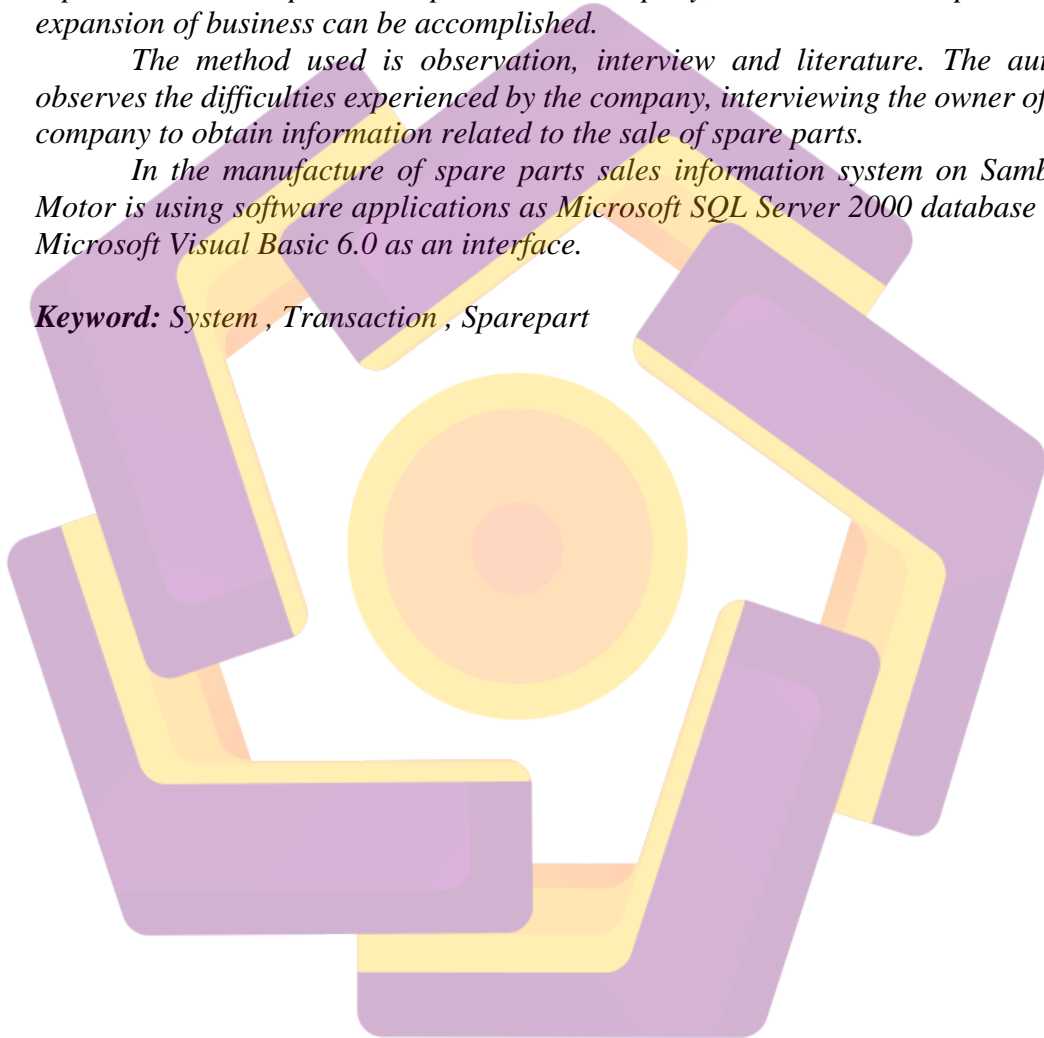 expansion of business can be accomplished.
The method used is observation, interview and literature. The
observes the difficulties experienced by the company, interviewing the owner of
company to obtain information related to the sale of spare parts.
In the manufacture of spare parts sales information system on
Motor is using software applications as Microsoft SQL Server 2000 database
Microsoft Visual Basic 6.0 as an interface.
Keyword: System , Transaction , Sparepart